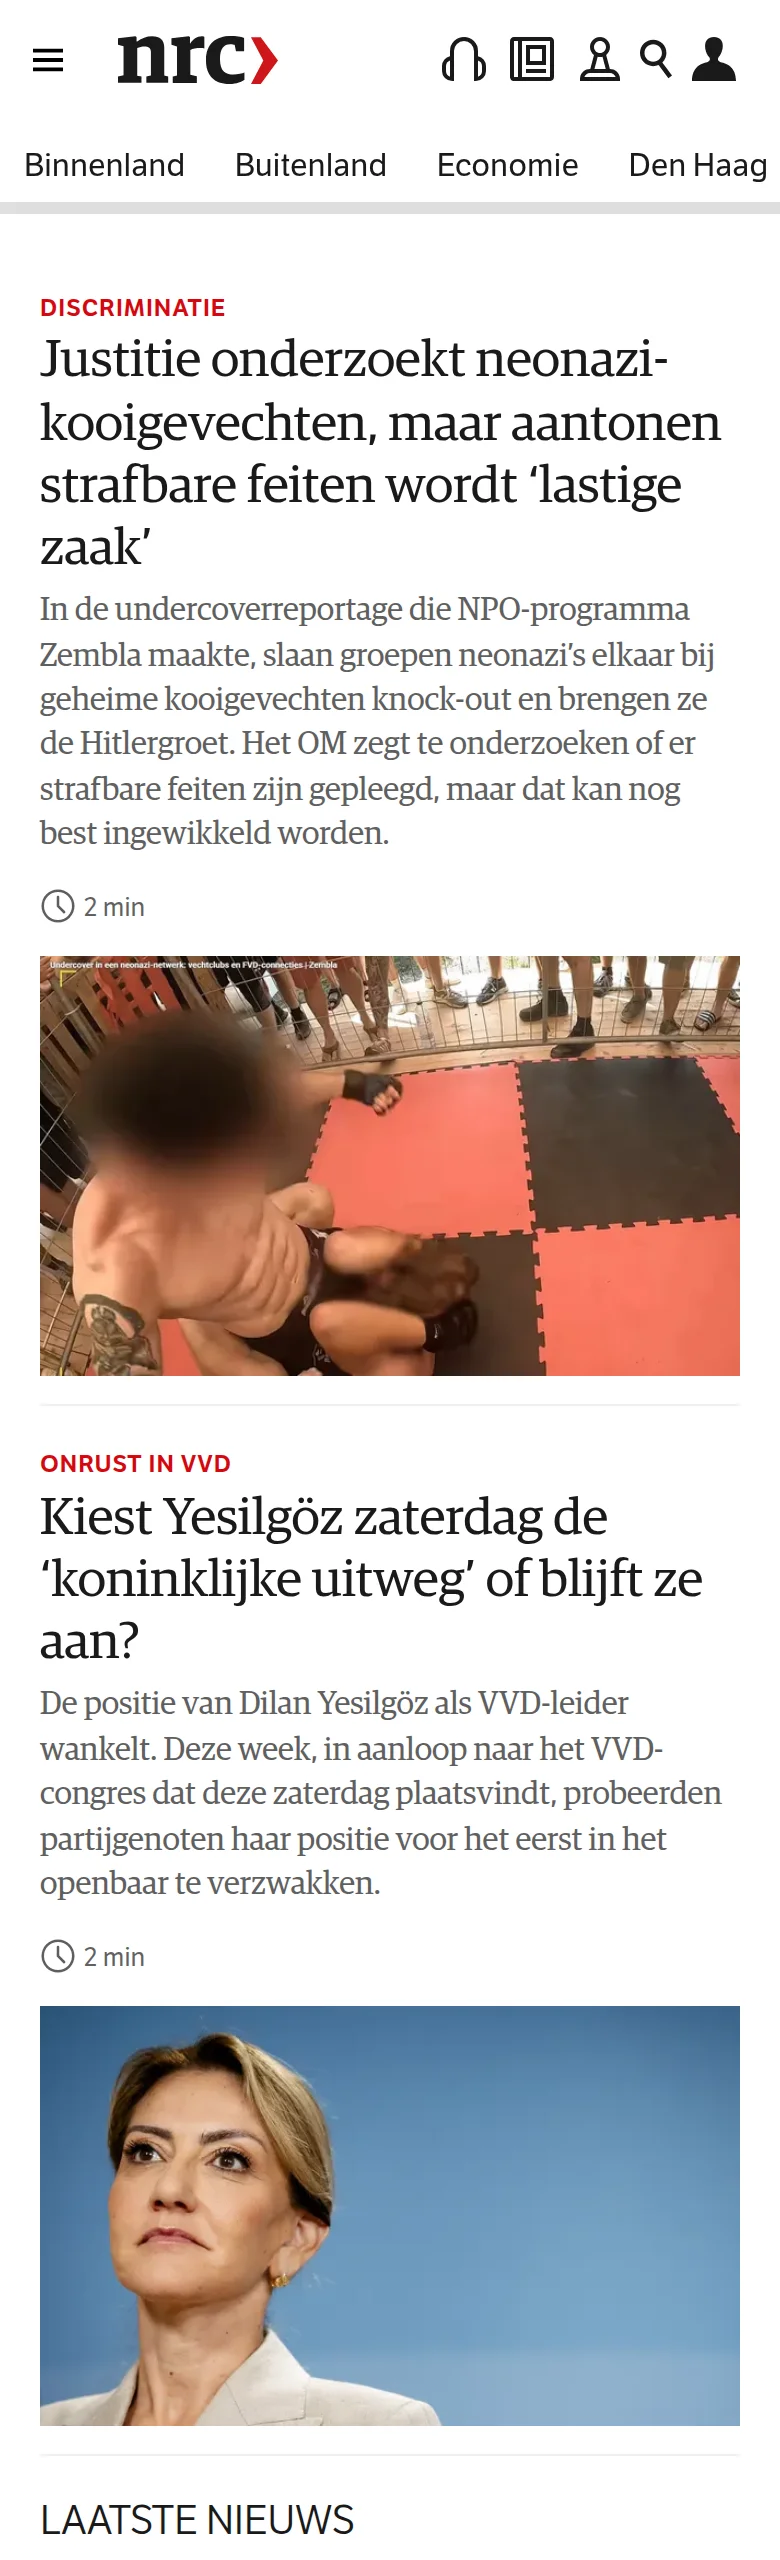 nrc
Binnenland Buitenland Economie Den Haag
DISCRIMINATIE
Justitie onderzoekt neonazi-
kooigevechten, maar aantonen
strafbare feiten wordt ‘lastige
zaak’
In de undercoverreportage die NPO-programma
Zembla maakte, slaan groepen neonazi’s elkaar bij
geheime kooigevechten knock-out en brengen ze
de Hitlergroet. Het OM zegt te onderzoeken of er
strafbare feiten zijn gepleegd, maar dat kan nog
best ingewikkeld worden.
2 min
Undercover in een neonazi-netwerk: vechtclubs en FVD-connecties | Zembla
ONRUST IN VVD
Kiest Yesilgöz zaterdag de
‘koninklijke uitweg’ of blijft ze
aan?
De positie van Dilan Yesilgöz als VVD-leider
wankelt. Deze week, in aanloop naar het VVD-
congres dat deze zaterdag plaatsvindt, probeerden
partijgenoten haar positie voor het eerst in het
openbaar te verzwakken.
2 min
LAATSTE NIEUWS